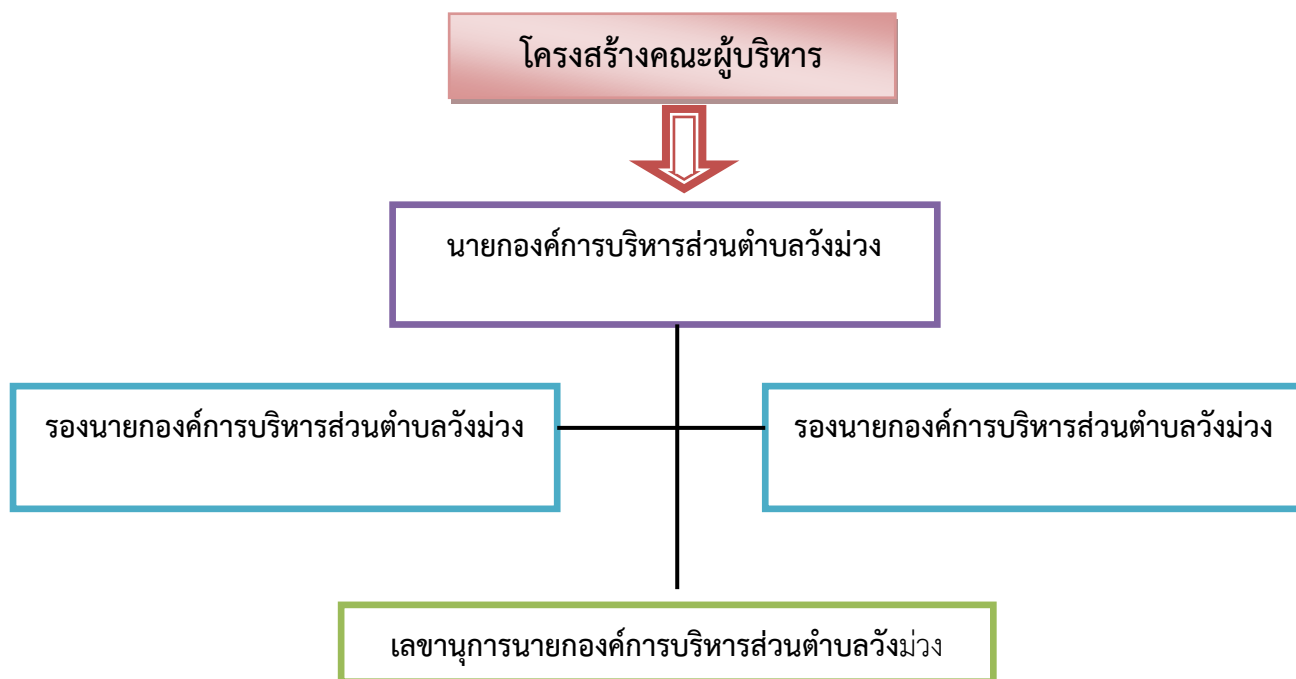 โครงสร้างคณะผู้บริหาร
นายกองค์การบริหารส่วนตำบลวังม่วง
รองนายกองค์การบริหารส่วนตำบลวังม่วง
รองนายกองค์การบริหารส่วนตำบลวังม่วง
เลขานุการนายกองค์การบริหารส่วนตำบลวังม่วง